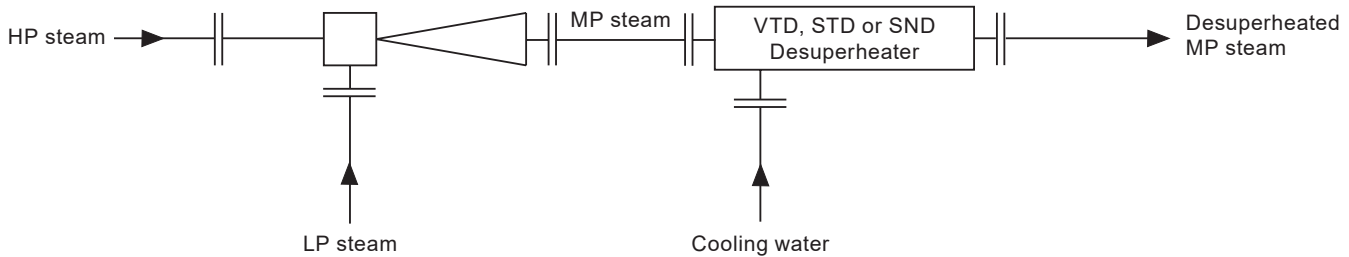 HP steam
MP steam
VTD, STD or SND
Desuperheater
Desuperheated
MP steam
LP steam
Cooling water